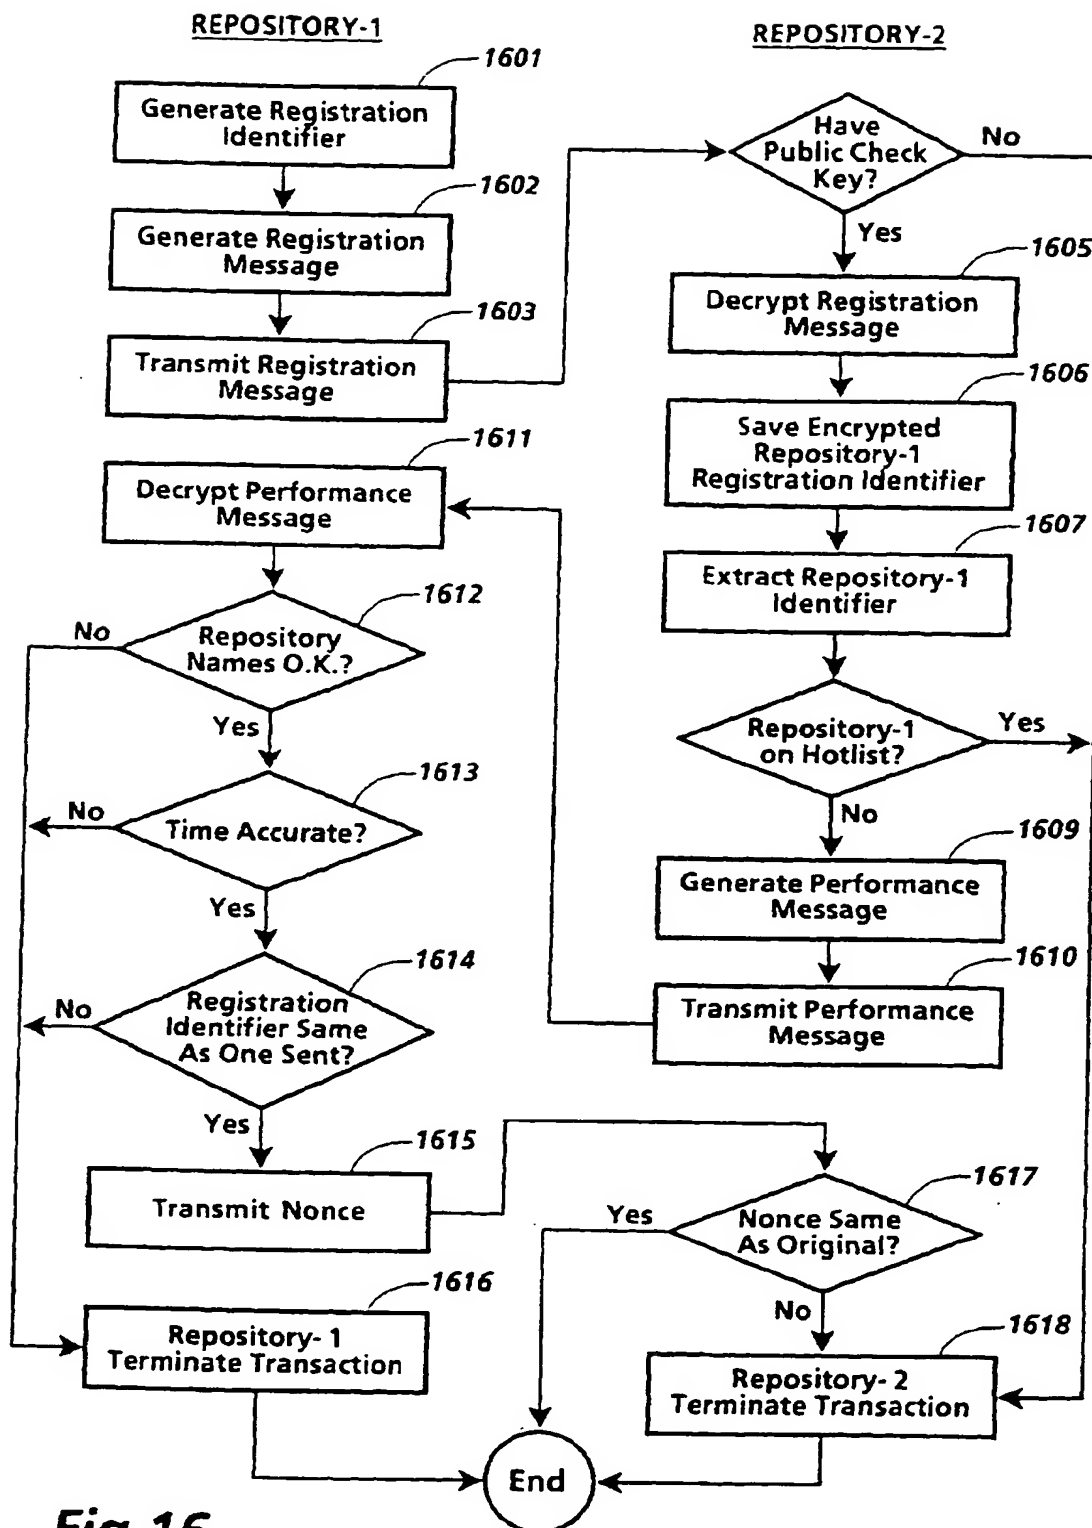 REPOSITORY-1
1601
Generate Registration
Identifier
1602
Generate Registration
Message
1603
Transmit Registration
Message
1611
Decrypt Performance
Message
1612
Repository
Names O.K.?
No
Yes
1613
Time Accurate?
No
Yes
1614
Registration
Identifier Same
As One Sent?
No
Yes
1615
Transmit Nonce
1616
Repository- 1
Terminate Transaction
REPOSITORY-2
Have
Public Check
Key?
No
Yes
1605
Decrypt Registration
Message
1606
Save Encrypted
Repository-1
Registration Identifier
1607
Extract Repository-1
Identifier
Repository-1
on Hotlist?
Yes
No
1609
Generate Performance
Message
1610
Transmit Performance
Message
1617
Nonce Same
As Original?
Yes
No
1618
Repository- 2
Terminate Transaction
End
Fig. 16